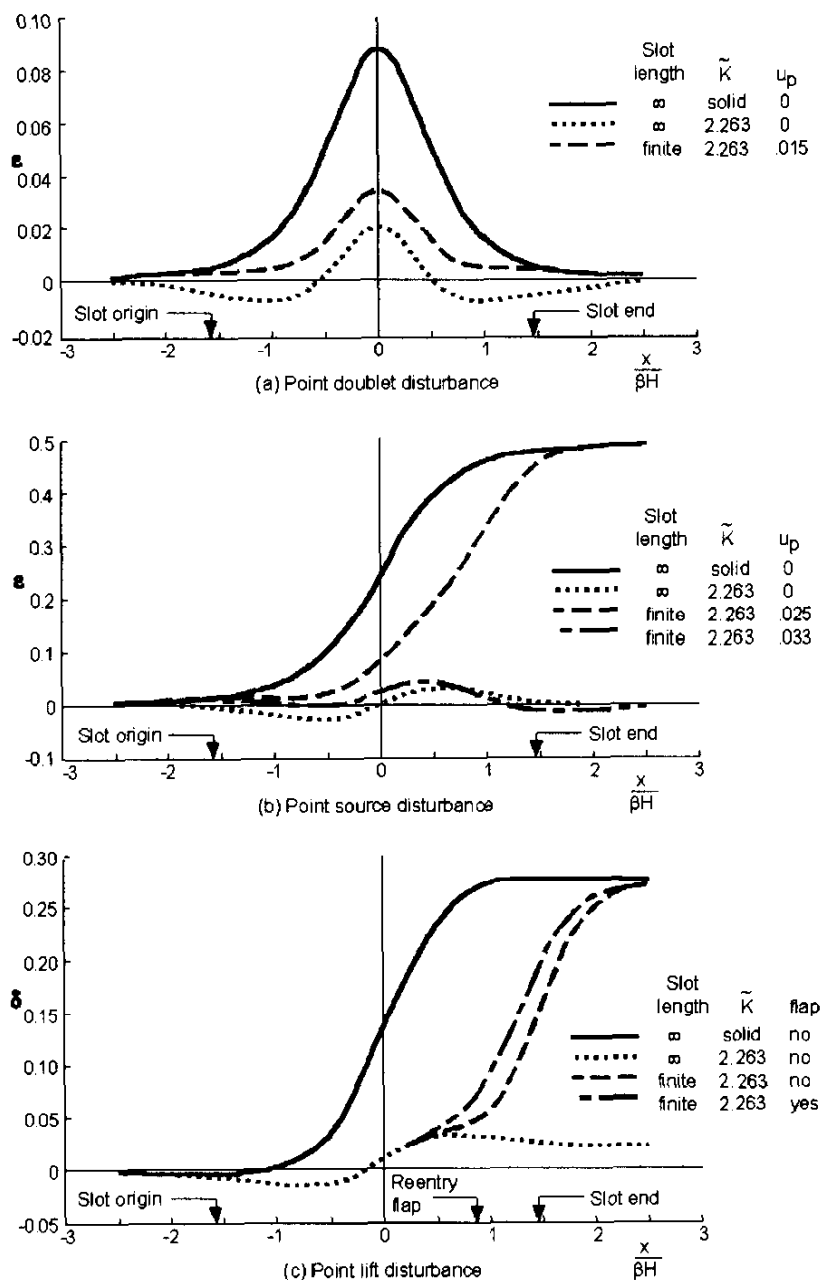 0.10
0.08
0.06
0.04
0.02
0
-0.02
ε
Slot length K̃ u_p
∞ solid 0
∞ 2.263 0
finite 2.263 .015
Slot origin
Slot end
-3 -2 -1 0 1 2 3
x/βH
(a) Point doublet disturbance
0.5
0.4
0.3
0.2
0.1
0
-0.1
ε
Slot length K̃ u_p
∞ solid 0
∞ 2.263 0
finite 2.263 .025
finite 2.263 .033
Slot origin
Slot end
-3 -2 -1 0 1 2 3
x/βH
(b) Point source disturbance
0.30
0.25
0.20
0.15
0.10
0.05
0
-0.05
δ
Slot length K̃ flap
∞ solid no
∞ 2.263 no
finite 2.263 no
finite 2.263 yes
Slot origin
Reentry flap
Slot end
-3 -2 -1 0 1 2 3
x/βH
(c) Point lift disturbance